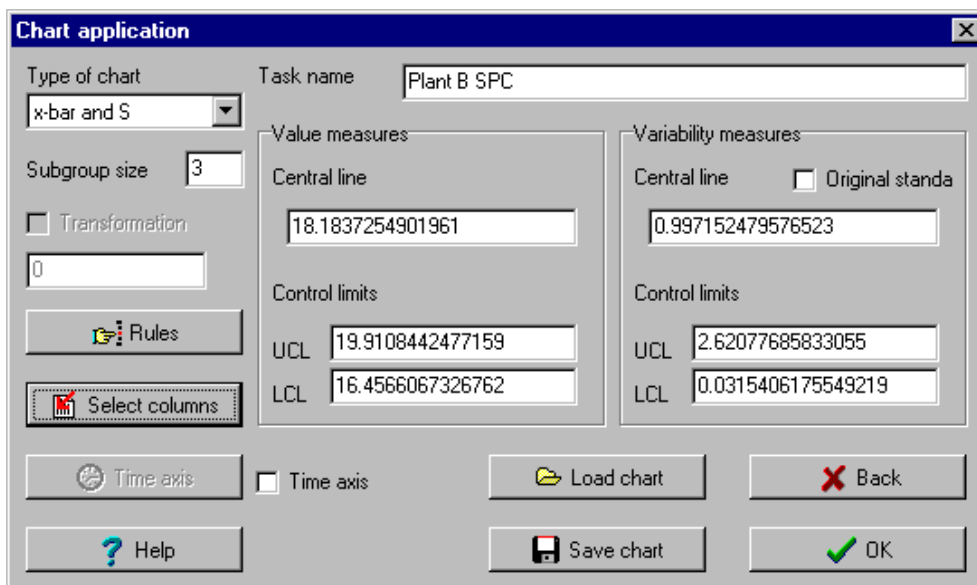 Chart application
Type of chart
x-bar and S
Task name
Plant B SPC
Subgroup size
3
Transformation
0
Rules
Select columns
Time axis
Help
Value measures
Central line
18.1837254901961
Control limits
UCL
19.9108442477159
LCL
16.4566067326762
Variability measures
Central line
Original standa
0.997152479576523
Control limits
UCL
2.62077685833055
LCL
0.0315406175549219
Time axis
Load chart
Back
Save chart
OK